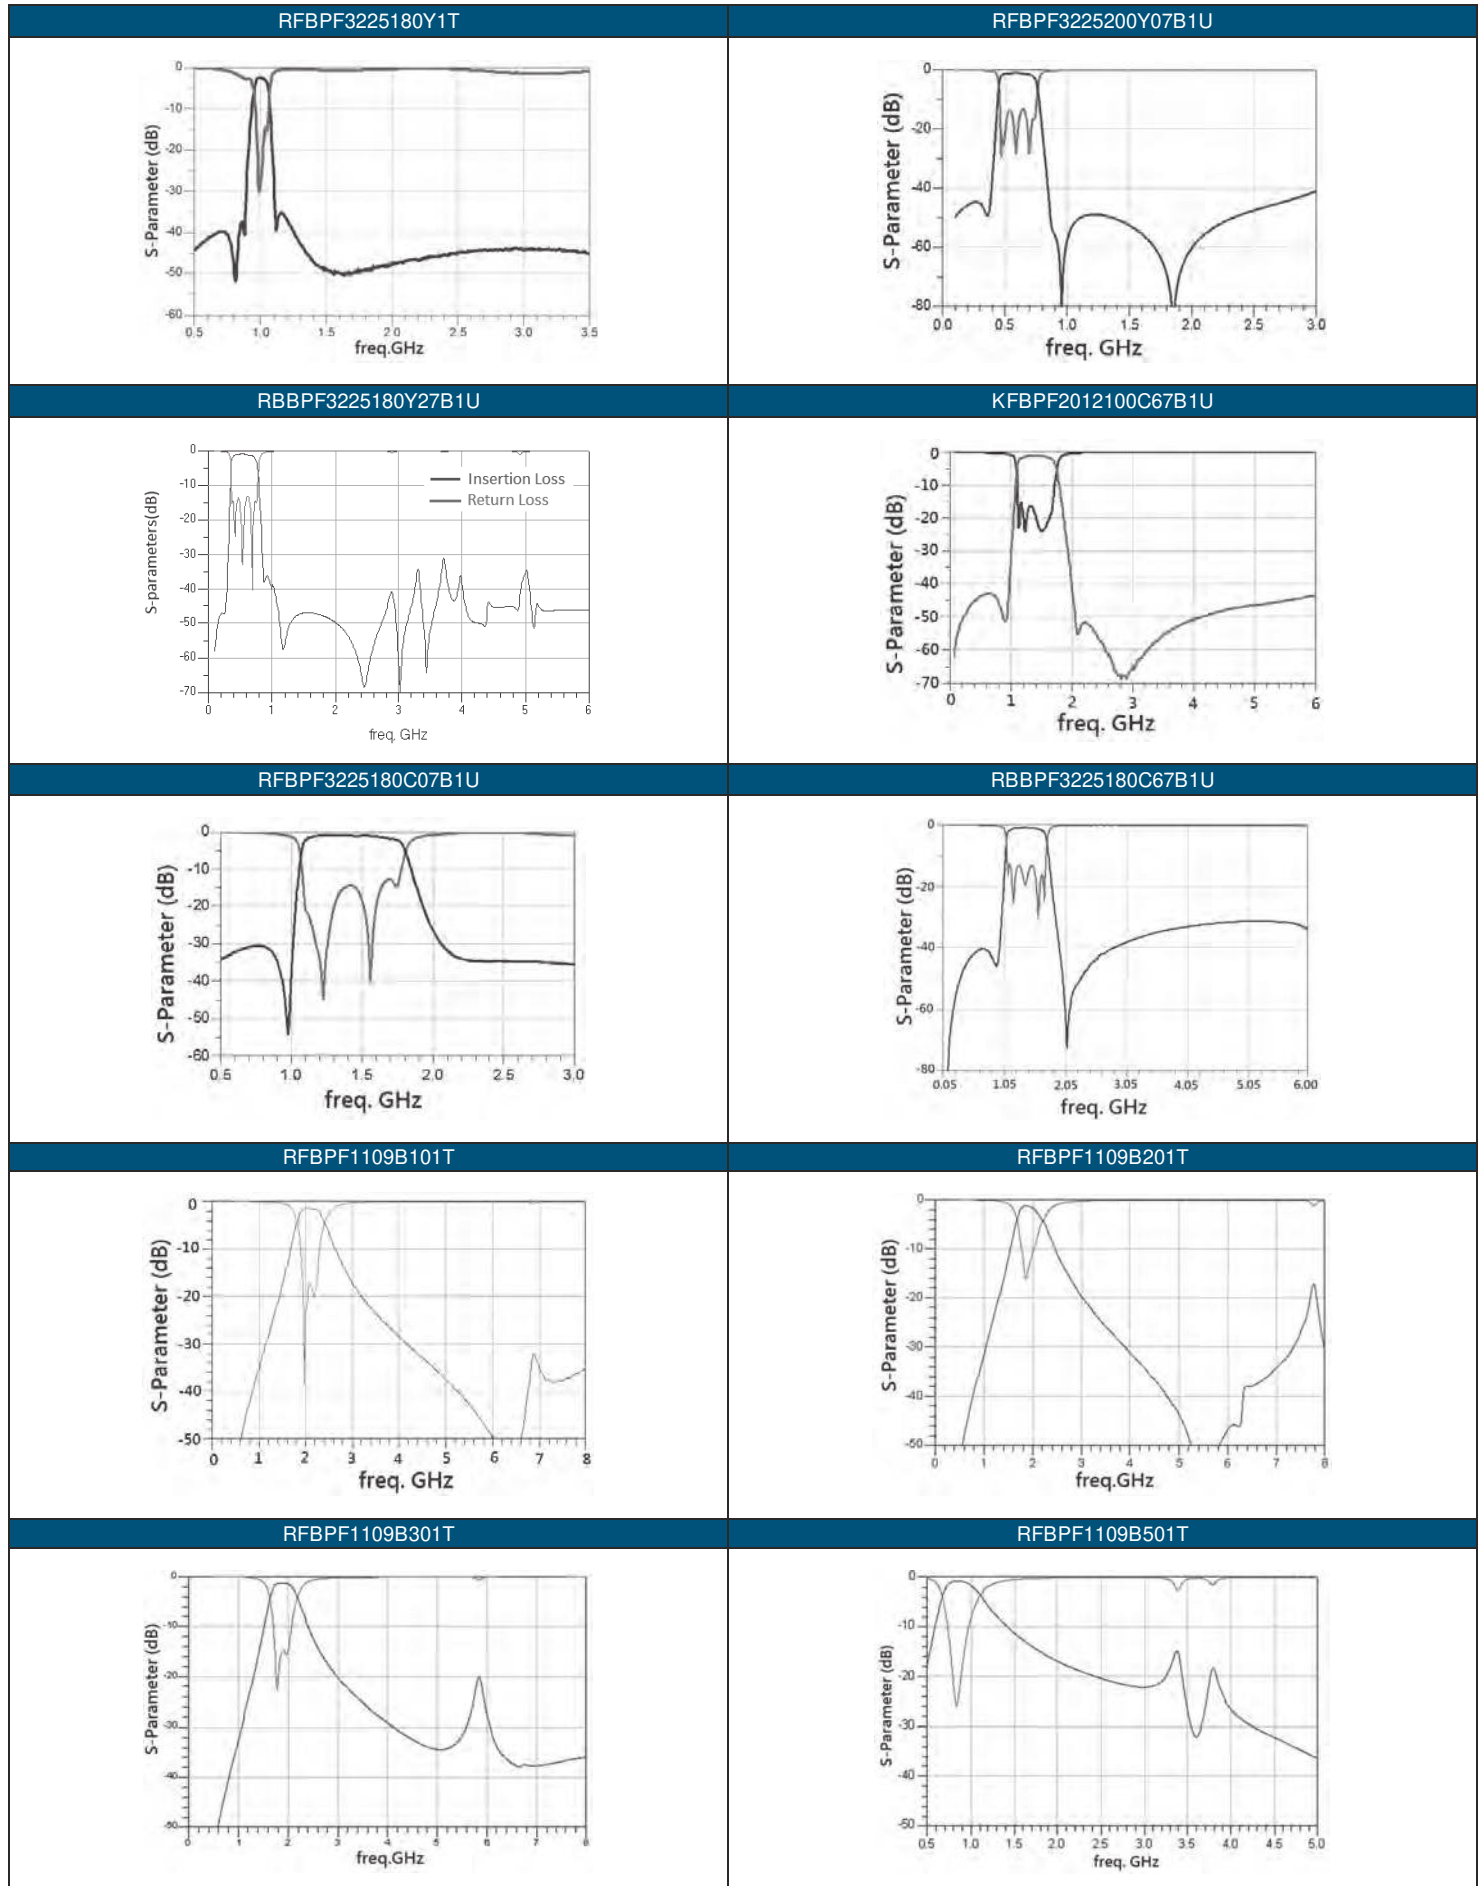 RFBPF3225180Y1T
RFBPF3225200Y07B1U
S-Parameter (dB)
0
-10
-20
-30
-40
-50
-60
0.5 1.0 1.5 2.0 2.5 3.0 3.5
freq.GHz
S-Parameter (dB)
0
-20
-40
-60
-80
0.0 0.5 1.0 1.5 2.0 2.5 3.0
freq. GHz
RBBPF3225180Y27B1U
KFBPF2012100C67B1U
S-parameters(dB)
0
-10
-20
-30
-40
-50
-60
-70
Insertion Loss
Return Loss
0 1 2 3 4 5 6
freq. GHz
S-Parameter (dB)
0
-10
-20
-30
-40
-50
-60
-70
0 1 2 3 4 5 6
freq. GHz
RFBPF3225180C07B1U
RBBPF3225180C67B1U
S-Parameter (dB)
0
-10
-20
-30
-40
-50
-60
0.5 1.0 1.5 2.0 2.5 3.0
freq. GHz
S-Parameter (dB)
0
-20
-40
-60
-80
0.05 1.05 2.05 3.05 4.05 5.05 6.00
freq. GHz
RFBPF1109B101T
RFBPF1109B201T
S-Parameter (dB)
0
-10
-20
-30
-40
-50
0 1 2 3 4 5 6 7 8
freq. GHz
S-Parameter (dB)
0
-10
-20
-30
-40
-50
0 1 2 3 4 5 6 7 8
freq.GHz
RFBPF1109B301T
RFBPF1109B501T
S-Parameter (dB)
0
-10
-20
-30
-40
-50
0 1 2 3 4 5 6 7 8
freq.GHz
S-Parameter (dB)
0
-10
-20
-30
-40
-50
0.5 1.0 1.5 2.0 2.5 3.0 3.5 4.0 4.5 5.0
freq. GHz